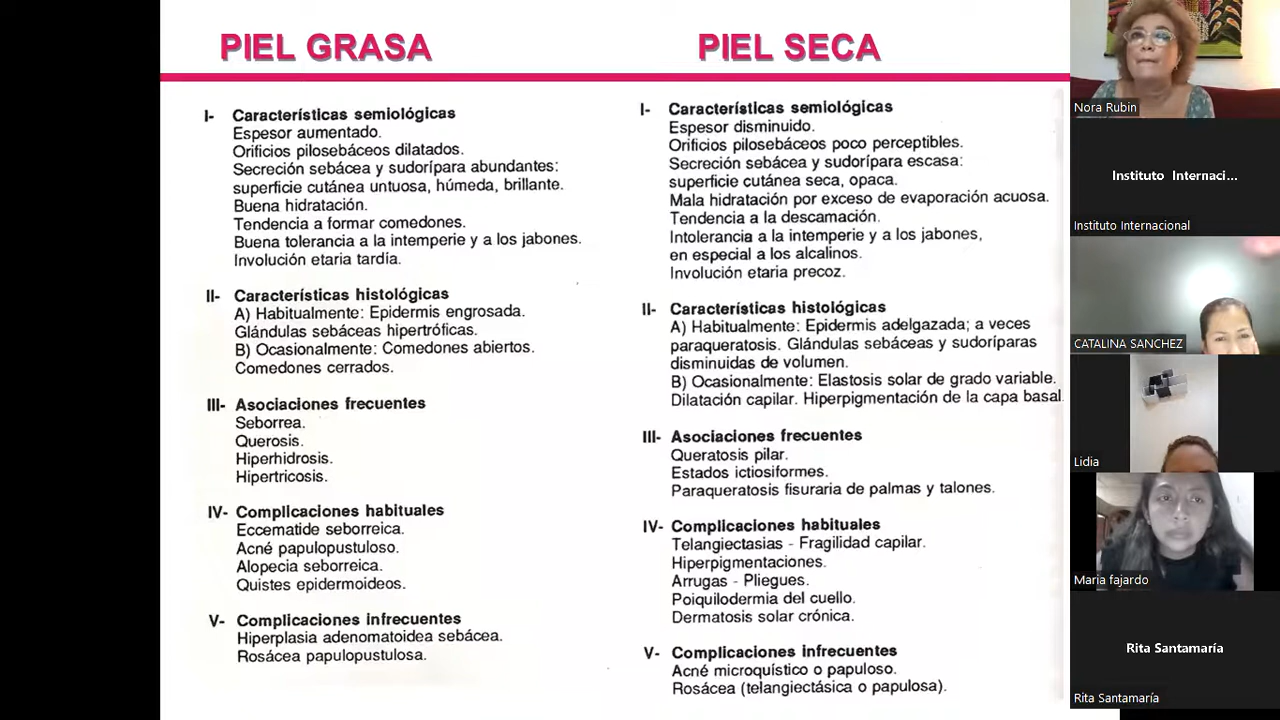 PIEL GRASA
I- Características semiológicas
Espesor aumentado.
Orificios pilosebáceos dilatados.
Secreción sebácea y sudorípara abundantes:
superficie cutánea untuosa, húmeda, brillante.
Buena hidratación.
Tendencia a formar comedones.
Buena tolerancia a la intemperie y a los jabones.
Involución etaria tardía.
II- Características histológicas
A) Habitualmente: Epidermis engrosada.
Glándulas sebáceas hipertróficas.
B) Ocasionalmente: Comedones abiertos.
Comedones cerrados.
III- Asociaciones frecuentes
Seborrea.
Querosis.
Hiperhidrosis.
Hipertricosis.
IV- Complicaciones habituales
Eccematide seborreica.
Acné papulopustuloso.
Alopecia seborreica.
Quistes epidermoideos.
V- Complicaciones infrecuentes
Hiperplasia adenomatoidea sebácea.
Rosácea papulopustulosa.
PIEL SECA
I- Características semiológicas
Espesor disminuido.
Orificios pilosebáceos poco perceptibles.
Secreción sebácea y sudorípara escasa:
superficie cutánea seca, opaca.
Mala hidratación por exceso de evaporación acuosa.
Tendencia a la descamación.
Intolerancia a la intemperie y a los jabones,
en especial a los alcalinos.
Involución etaria precoz.
II- Características histológicas
A) Habitualmente: Epidermis adelgazada; a veces
paraqueratosis. Glándulas sebáceas y sudoríparas
disminuidas de volumen.
B) Ocasionalmente: Elastosis solar de grado variable.
Dilatación capilar. Hiperpigmentación de la capa basal.
III- Asociaciones frecuentes
Queratosis pilar.
Estados ictiosiformes.
Paraqueratosis fisuraria de palmas y talones.
IV- Complicaciones habituales
Telangiectasias - Fragilidad capilar.
Hiperpigmentaciones.
Arrugas - Pliegues.
Poiquilodermia del cuello.
Dermatosis solar crónica.
V- Complicaciones infrecuentes
Acné microquístico o papuloso.
Rosácea (telangiectásica o papulosa).
Nora Rubin
Instituto Internaci...
Instituto Internacional
CATALINA SANCHEZ
Lidia
Maria fajardo
Rita Santamaría
Rita Santamaría